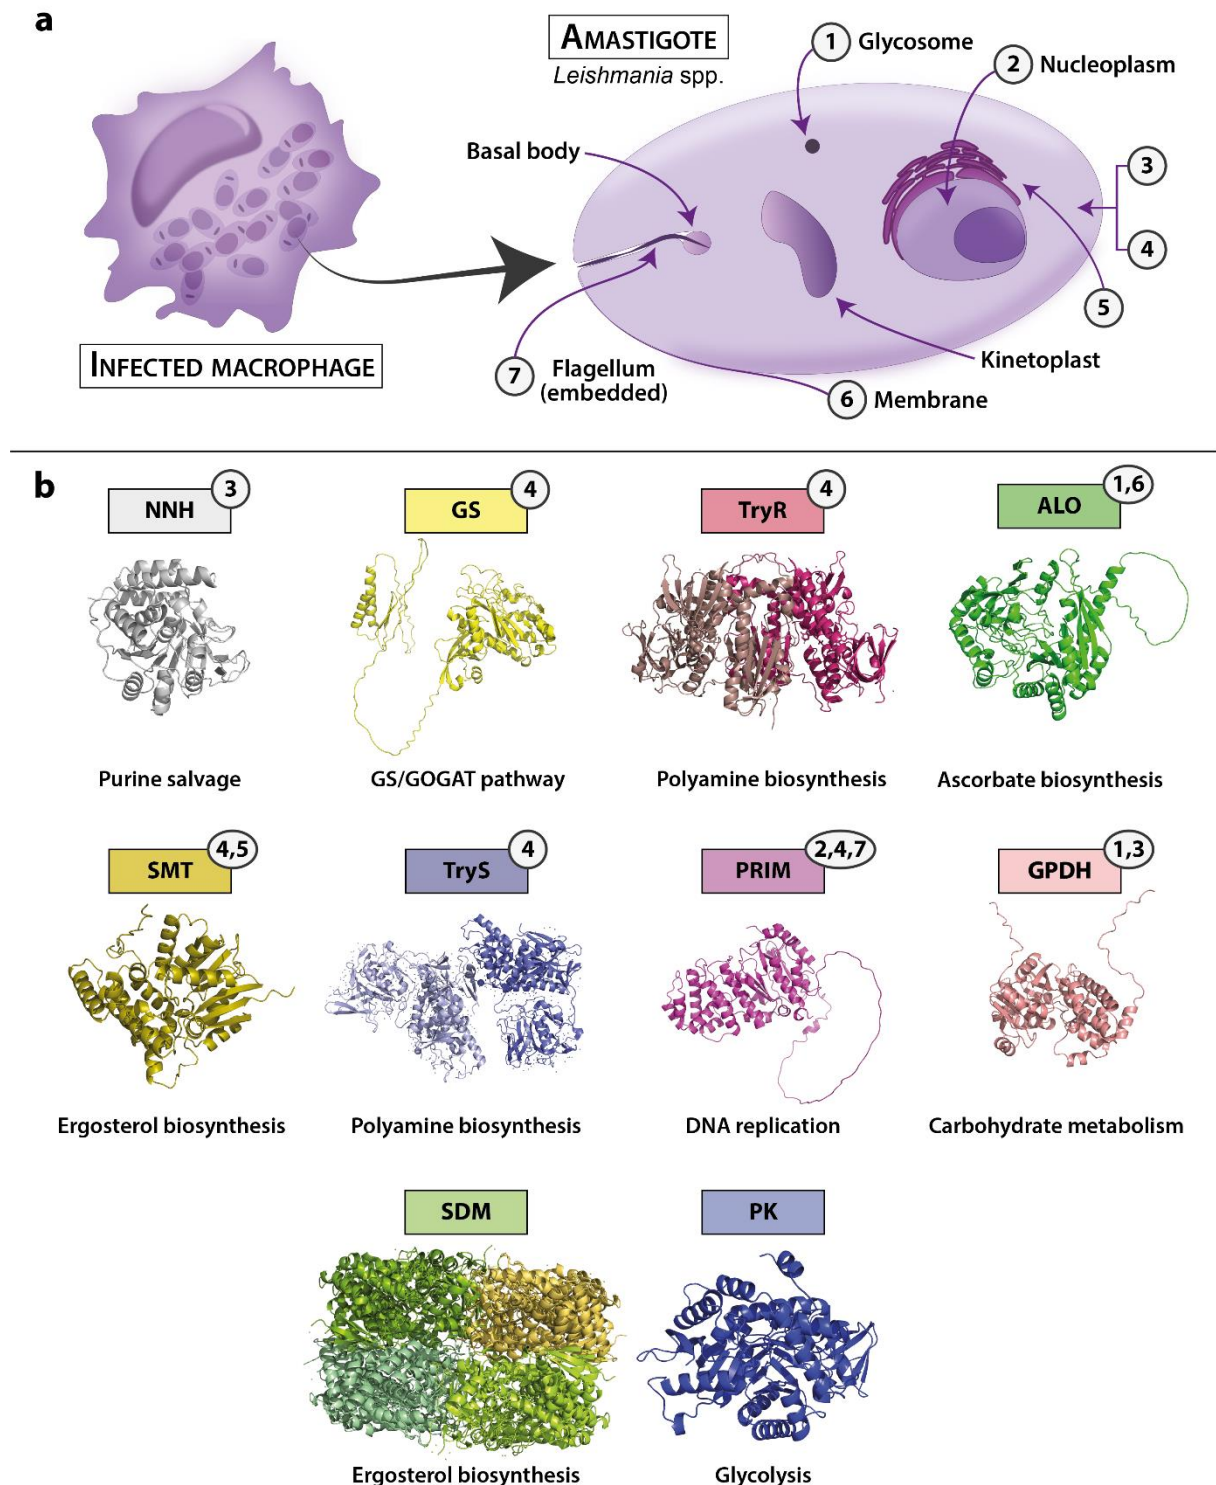 a
AMASTIGOTE
Leishmania spp.
1 Glycosome
2 Nucleoplasm
Basal body
3
4
5
INFECTED MACROPHAGE
7 Flagellum
(embedded)
Kinetoplast
6 Membrane
b
NNH 3
GS 4
TryR 4
ALO 1,6
Purine salvage
GS/GOGAT pathway
Polyamine biosynthesis
Ascorbate biosynthesis
SMT 4,5
TryS 4
PRIM 2,4,7
GPDH 1,3
Ergosterol biosynthesis
Polyamine biosynthesis
DNA replication
Carbohydrate metabolism
SDM
PK
Ergosterol biosynthesis
Glycolysis